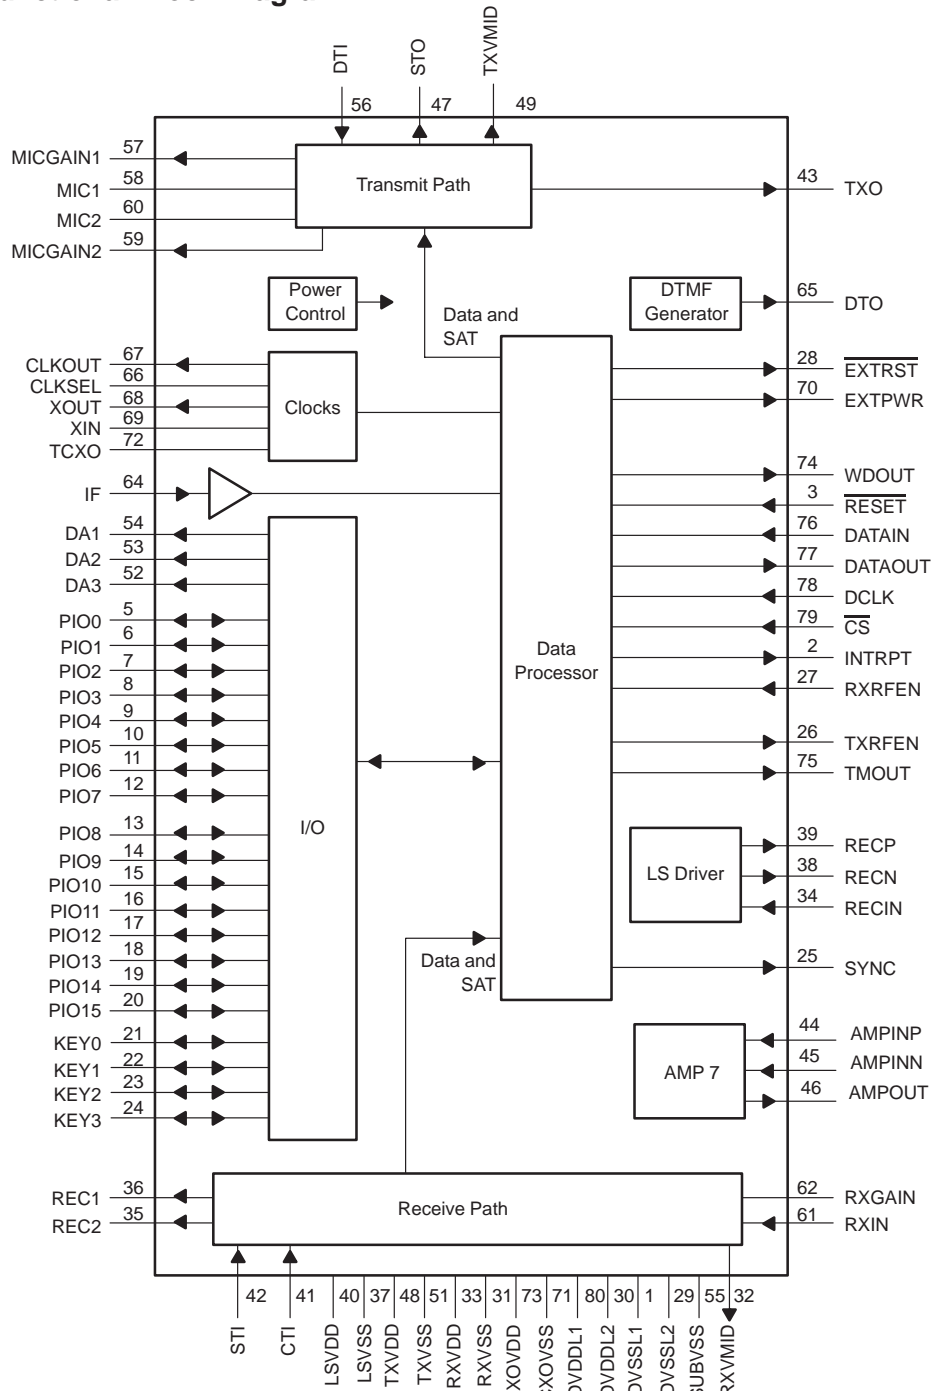 DTI
STO
TXVMID
56
47
49
MICGAIN1 57
MIC1 58
MIC2 60
MICGAIN2 59
Transmit Path
43 TXO
Power
Control
Data and
SAT
DTMF
Generator
65 DTO
CLKOUT 67
CLKSEL 66
XOUT 68
XIN 69
TCXO 72
Clocks
28 EXTRST
70 EXTPWR
IF 64
74 WDOUT
3 RESET
76 DATAIN
77 DATAOUT
78 DCLK
79 CS
2 INTRPT
27 RXRFEN
26 TXRFEN
75 TMOUT
DA1 54
DA2 53
DA3 52
PIO0 5
PIO1 6
PIO2 7
PIO3 8
PIO4 9
PIO5 10
PIO6 11
PIO7 12
PIO8 13
PIO9 14
PIO10 15
PIO11 16
PIO12 17
PIO13 18
PIO14 19
PIO15 20
KEY0 21
KEY1 22
KEY2 23
KEY3 24
I/O
Data
Processor
LS Driver
39 RECP
38 RECN
34 RECIN
Data and
SAT
25 SYNC
AMP 7
44 AMPINP
45 AMPINN
46 AMPOUT
REC1 36
REC2 35
Receive Path
62 RXGAIN
61 RXIN
42
41
40
37
48
51
33
31
73
71
80
30
1
29
55
32
STI
CTI
LSVDD
LSVSS
TXVDD
TXVSS
RXVDD
RXVSS
XOVDD
CXOVSS
DVDDL1
DVDDL2
DVSSL1
DVSSL2
SUBVSS
RXVMID